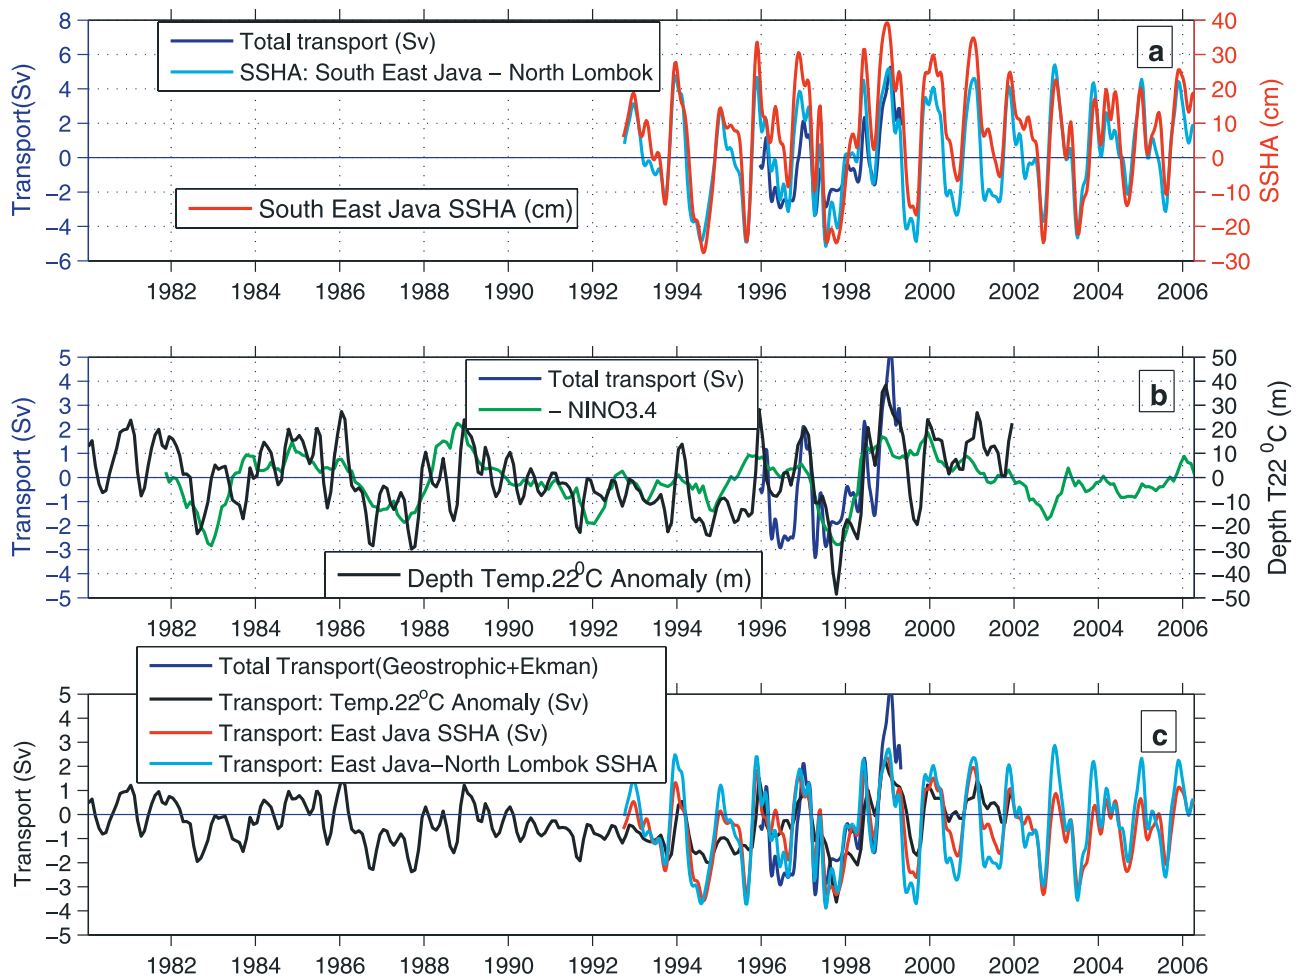 8
6
4
2
0
−2
−4
−6
Transport(Sv)
Total transport (Sv)
SSHA: South East Java − North Lombok
South East Java SSHA (cm)
a
40
30
20
10
0
−10
−20
−30
SSHA (cm)
1982 1984 1986 1988 1990 1992 1994 1996 1998 2000 2002 2004 2006
5
4
3
2
1
0
−1
−2
−3
−4
−5
Transport (Sv)
Total transport (Sv)
− NINO3.4
Depth Temp.22⁰C Anomaly (m)
b
50
40
30
20
10
0
−10
−20
−30
−40
−50
Depth T22 ⁰C (m)
1982 1984 1986 1988 1990 1992 1994 1996 1998 2000 2002 2004 2006
Total Transport(Geostrophic+Ekman)
Transport: Temp.22°C Anomaly (Sv)
Transport: East Java SSHA (Sv)
Transport: East Java−North Lombok SSHA
c
5
4
3
2
1
0
−1
−2
−3
−4
−5
Transport (Sv)
1982 1984 1986 1988 1990 1992 1994 1996 1998 2000 2002 2004 2006